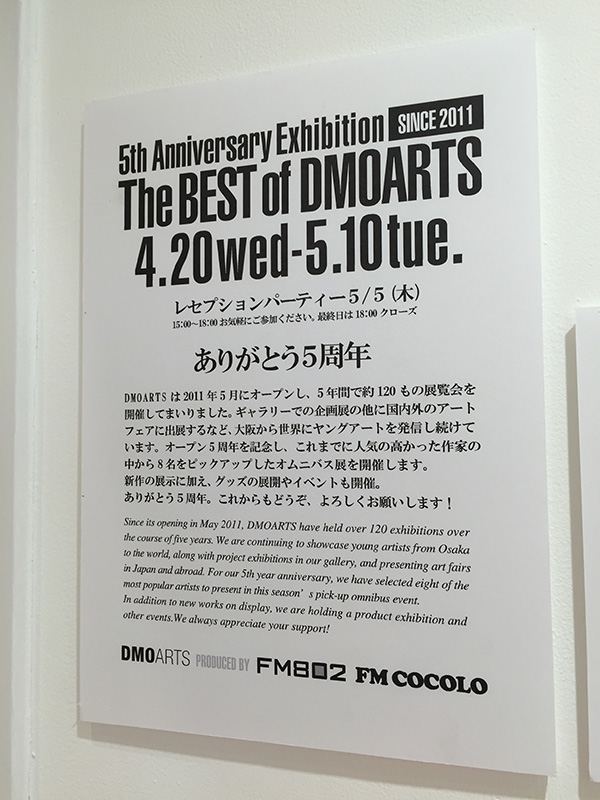 5th Anniversary Exhibition SINCE 2011
The BEST of DMOARTS
4.20wed-5.10tue.
レセプションパーティー5/5（木）
15:00〜18:00 お気軽にご参加ください。最終日は18:00 クローズ
ありがとう5周年
DMOARTS は2011年5月にオープンし、5年間で約120もの展覧会を
開催してまいりました。ギャラリーでの企画展の他に国内外のアート
フェアに出展するなど、大阪から世界にヤングアートを発信し続けて
います。オープン5周年を記念し、これまでに人気の高かった作家の
中から8名をピックアップしたオムニバス展を開催します。
新作の展示に加え、グッズの展開やイベントも開催。
ありがとう5周年。これからもどうぞ、よろしくお願いします！
Since its opening in May 2011, DMOARTS have held over 120 exhibitions over
the course of five years. We are continuing to showcase young artists from Osaka
to the world, along with project exhibitions in our gallery, and presenting art fairs
in Japan and abroad. For our 5th year anniversary, we have selected eight of the
most popular artists to present in this season’s pick-up omnibus event.
In addition to new works on display, we are holding a product exhibition and
other events.We always appreciate your support!
DMOARTS PRODUCED BY FM802 FM COCOLO